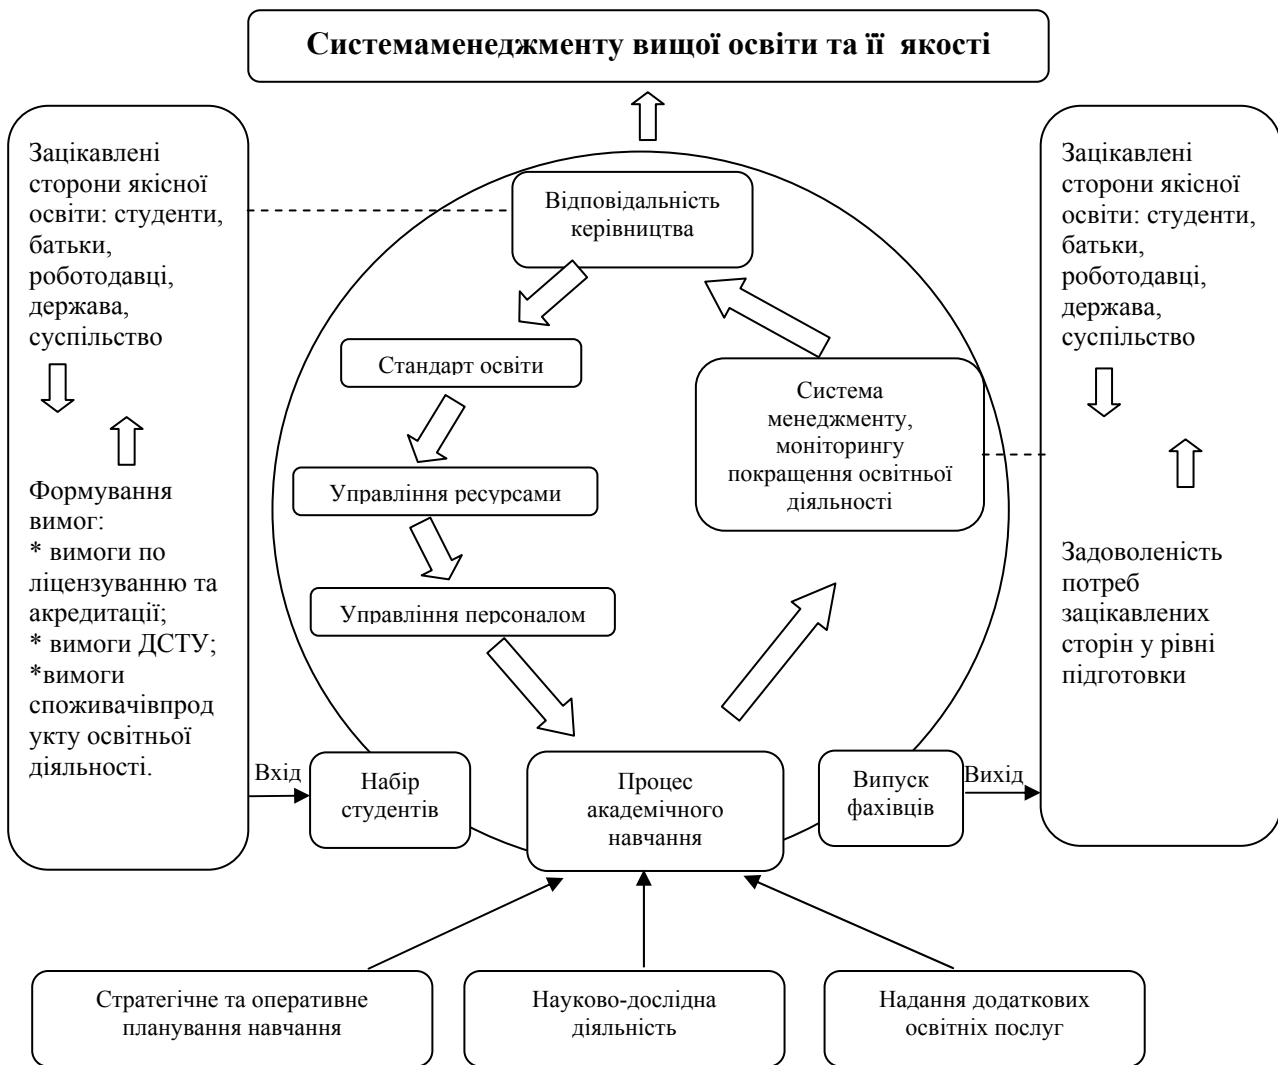 Системаменеджменту вищої освіти та її якості
Зацікавлені
сторони якісної
освіти: студенти,
батьки,
роботодавці,
держава,
суспільство
Формування
вимог:
* вимоги по
ліцензуванню та
акредитації;
* вимоги ДСТУ;
*вимоги
споживачівпрод
укту освітньої
діяльності.
Відповідальність
керівництва
Стандарт освіти
Управління ресурсами
Управління персоналом
Система
менеджменту,
моніторингу
покращення освітньої
діяльності
Зацікавлені
сторони якісної
освіти: студенти,
батьки,
роботодавці,
держава,
суспільство
Задоволеність
потреб
зацікавлених
сторін у рівні
підготовки
Вхід
Набір
студентів
Процес
академічного
навчання
Випуск
фахівців
Вихід
Стратегічне та оперативне
планування навчання
Науково-дослідна
діяльність
Надання додаткових
освітніх послуг